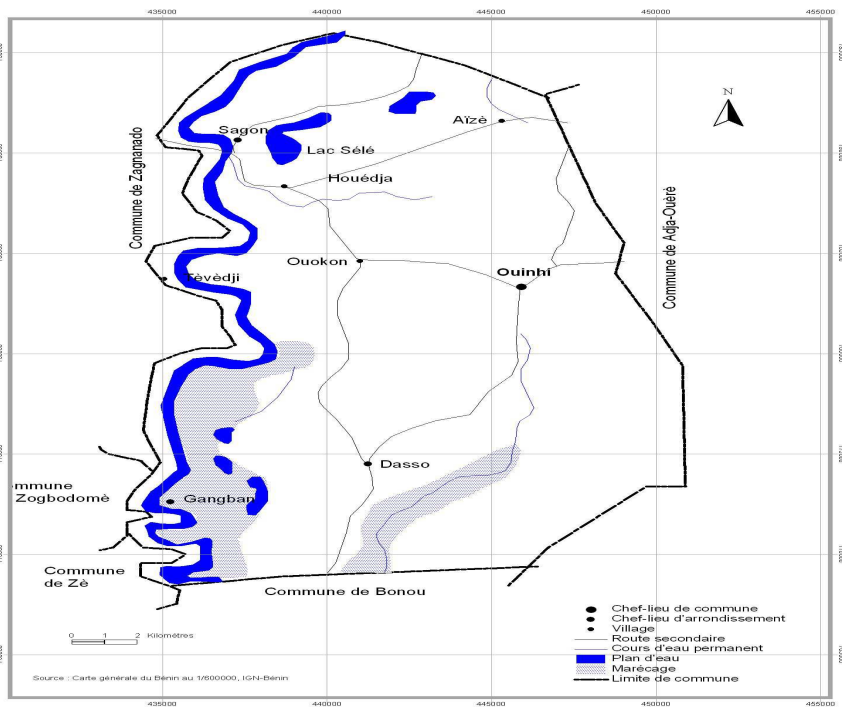 435000 440000 445000 450000 455000
N
Aïzè
Sagon
Lac Sélé
Commune de Zagnanado
Houédja
Commune de Adja-Ouèrè
Ouokon
Ouinhi
Tèvèdji
Dasso
mmune
Zogbodomè
Gangban
Commune
de Zè
Commune de Bonou
Chef-lieu de commune
Chef-lieu d'arrondissement
Village
Route secondaire
Cours d'eau permanent
Plan d'eau
Marécage
Limite de commune
0 1 2 Kilomètres
Source : Carte générale du Bénin au 1/600000, IGN-Bénin
435000 440000 445000 450000 455000